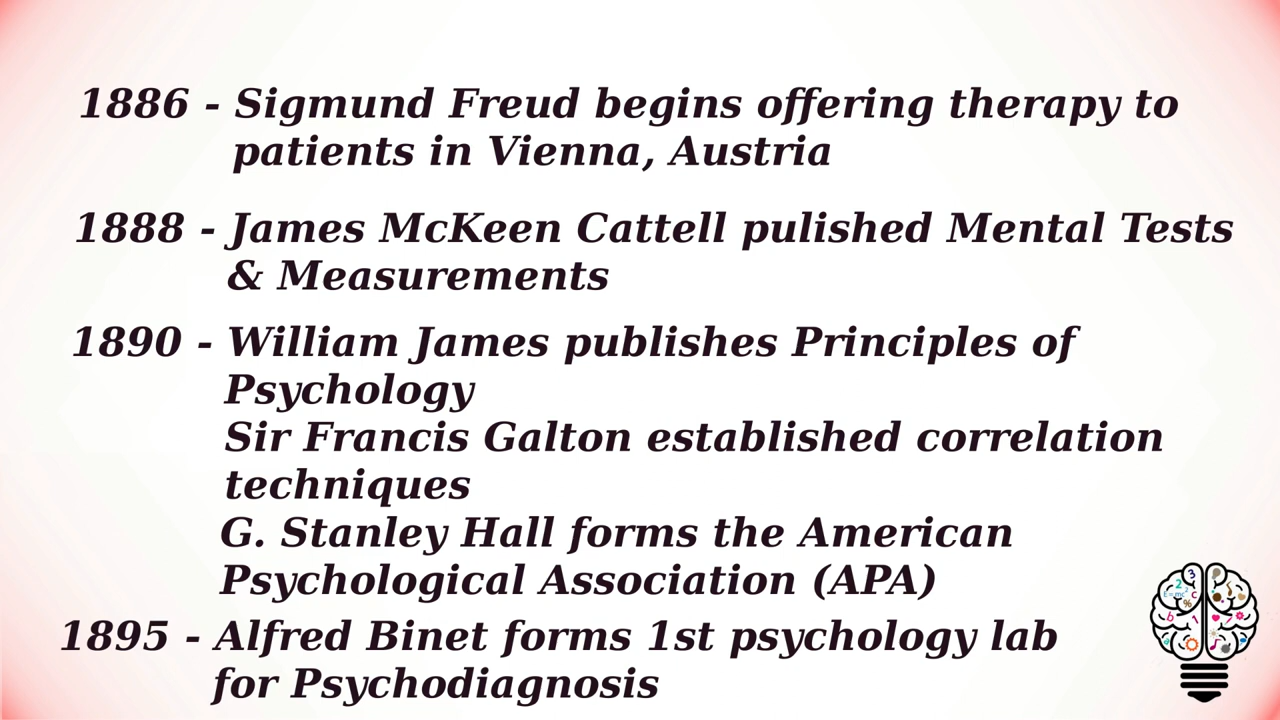 1886 - Sigmund Freud begins offering therapy to
patients in Vienna, Austria
1888 - James McKeen Cattell pulished Mental Tests
& Measurements
1890 - William James publishes Principles of
Psychology
Sir Francis Galton established correlation
techniques
G. Stanley Hall forms the American
Psychological Association (APA)
1895 - Alfred Binet forms 1st psychology lab
for Psychodiagnosis